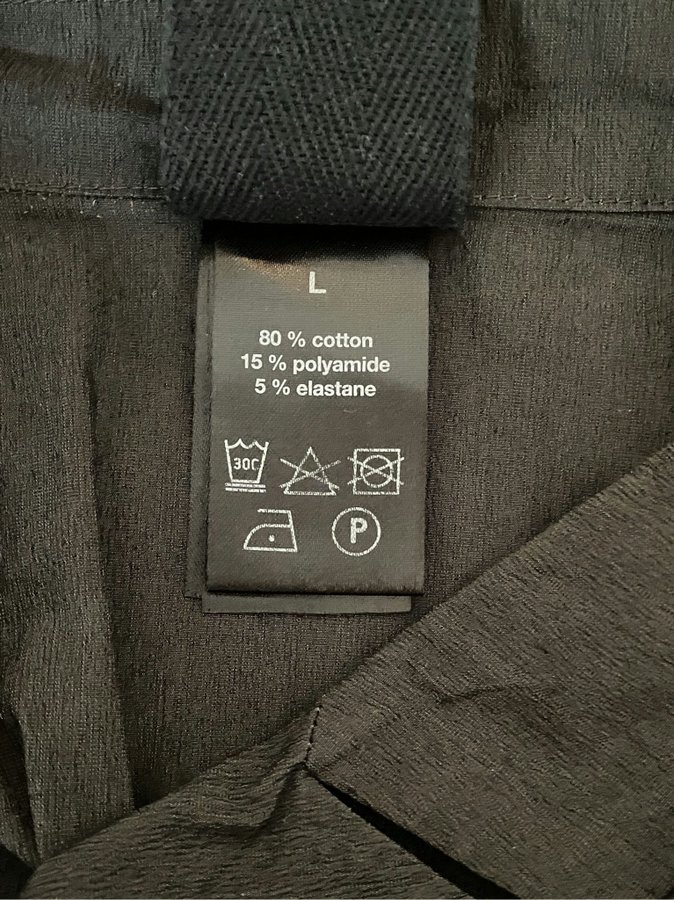 L
80 % cotton
15 % polyamide
5 % elastane
30C
P